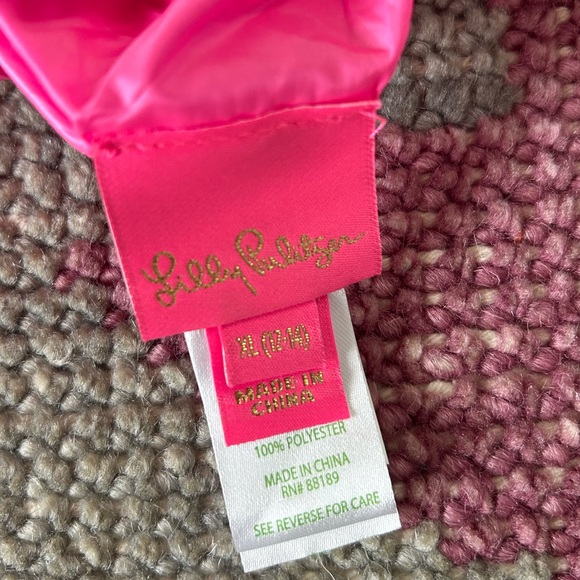 Lilly Pulitzer
XL (12-14)
MADE IN
CHINA
100% POLYESTER
MADE IN CHINA
RN# 88189
SEE REVERSE FOR CARE